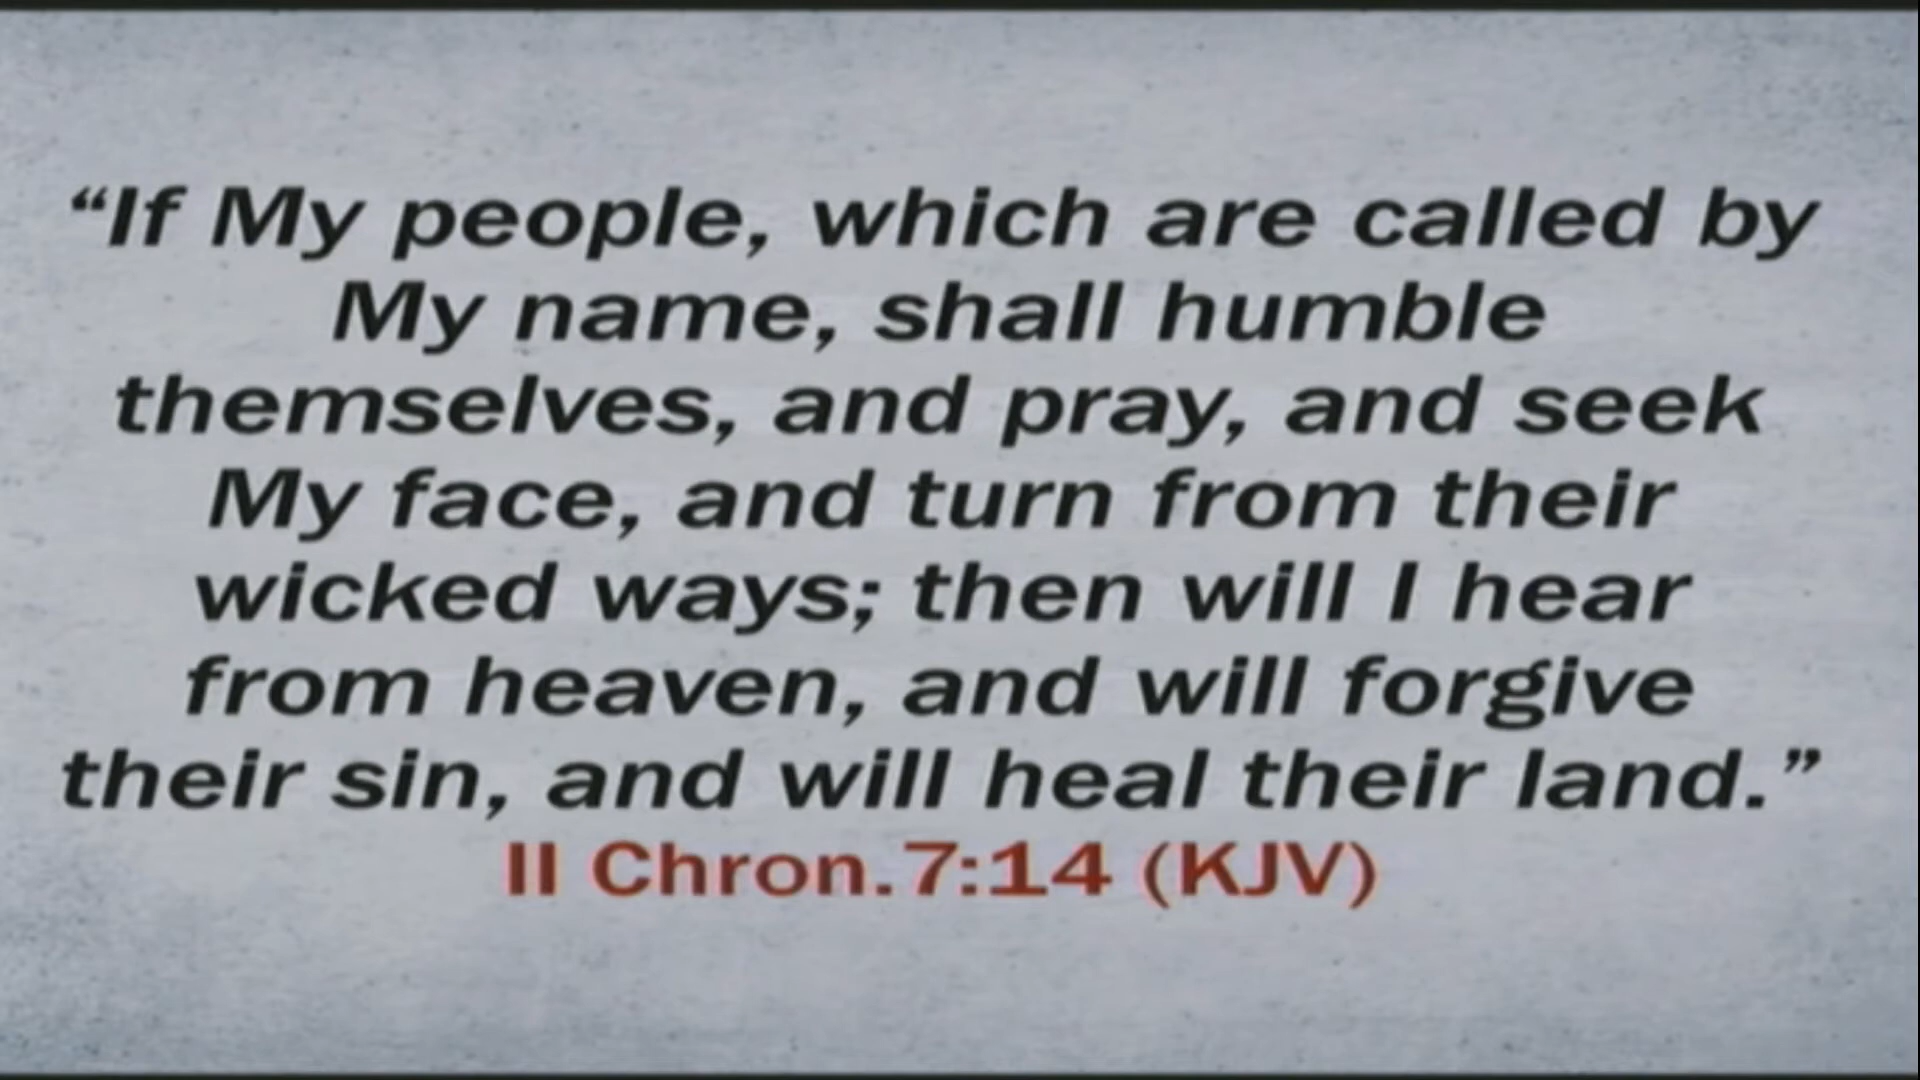 “If My people, which are called by
My name, shall humble
themselves, and pray, and seek
My face, and turn from their
wicked ways; then will I hear
from heaven, and will forgive
their sin, and will heal their land.”
II Chron.7:14 (KJV)